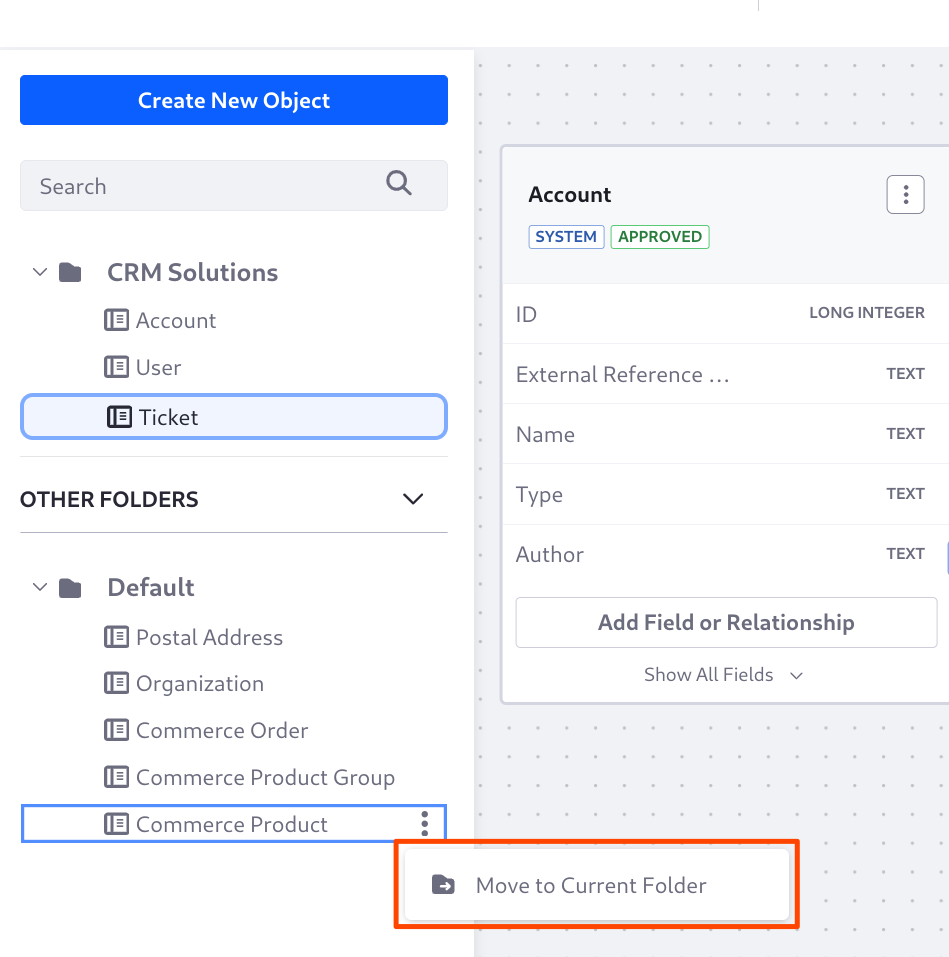 Create New Object
Search
CRM Solutions
Account
User
Ticket
OTHER FOLDERS
Default
Postal Address
Organization
Commerce Order
Commerce Product Group
Commerce Product
Move to Current Folder
Account
SYSTEM APPROVED
ID LONG INTEGER
External Reference ... TEXT
Name TEXT
Type TEXT
Author TEXT
Add Field or Relationship
Show All Fields